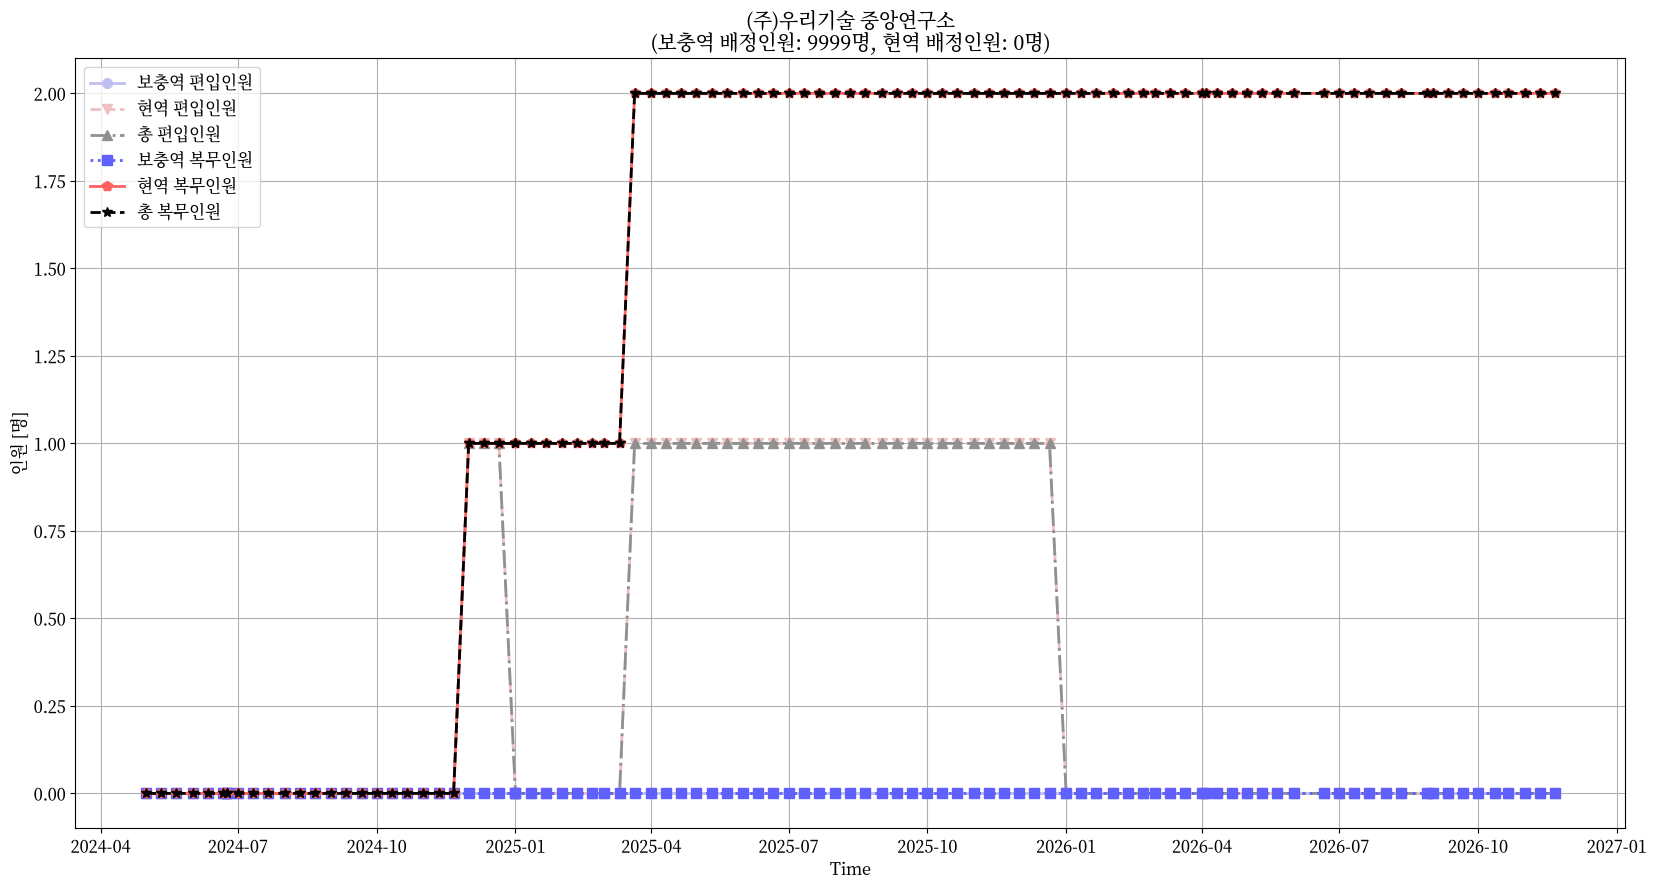 (주)우리기술 중앙연구소
(보충역 배정인원: 9999명, 현역 배정인원: 0명)
보충역 편입인원
현역 편입인원
총 편입인원
보충역 복무인원
현역 복무인원
총 복무인원
인원 [명]
2.00
1.75
1.50
1.25
1.00
0.75
0.50
0.25
0.00
2024-04 2024-07 2024-10 2025-01 2025-04 2025-07 2025-10 2026-01 2026-04 2026-07 2026-10 2027-01
Time